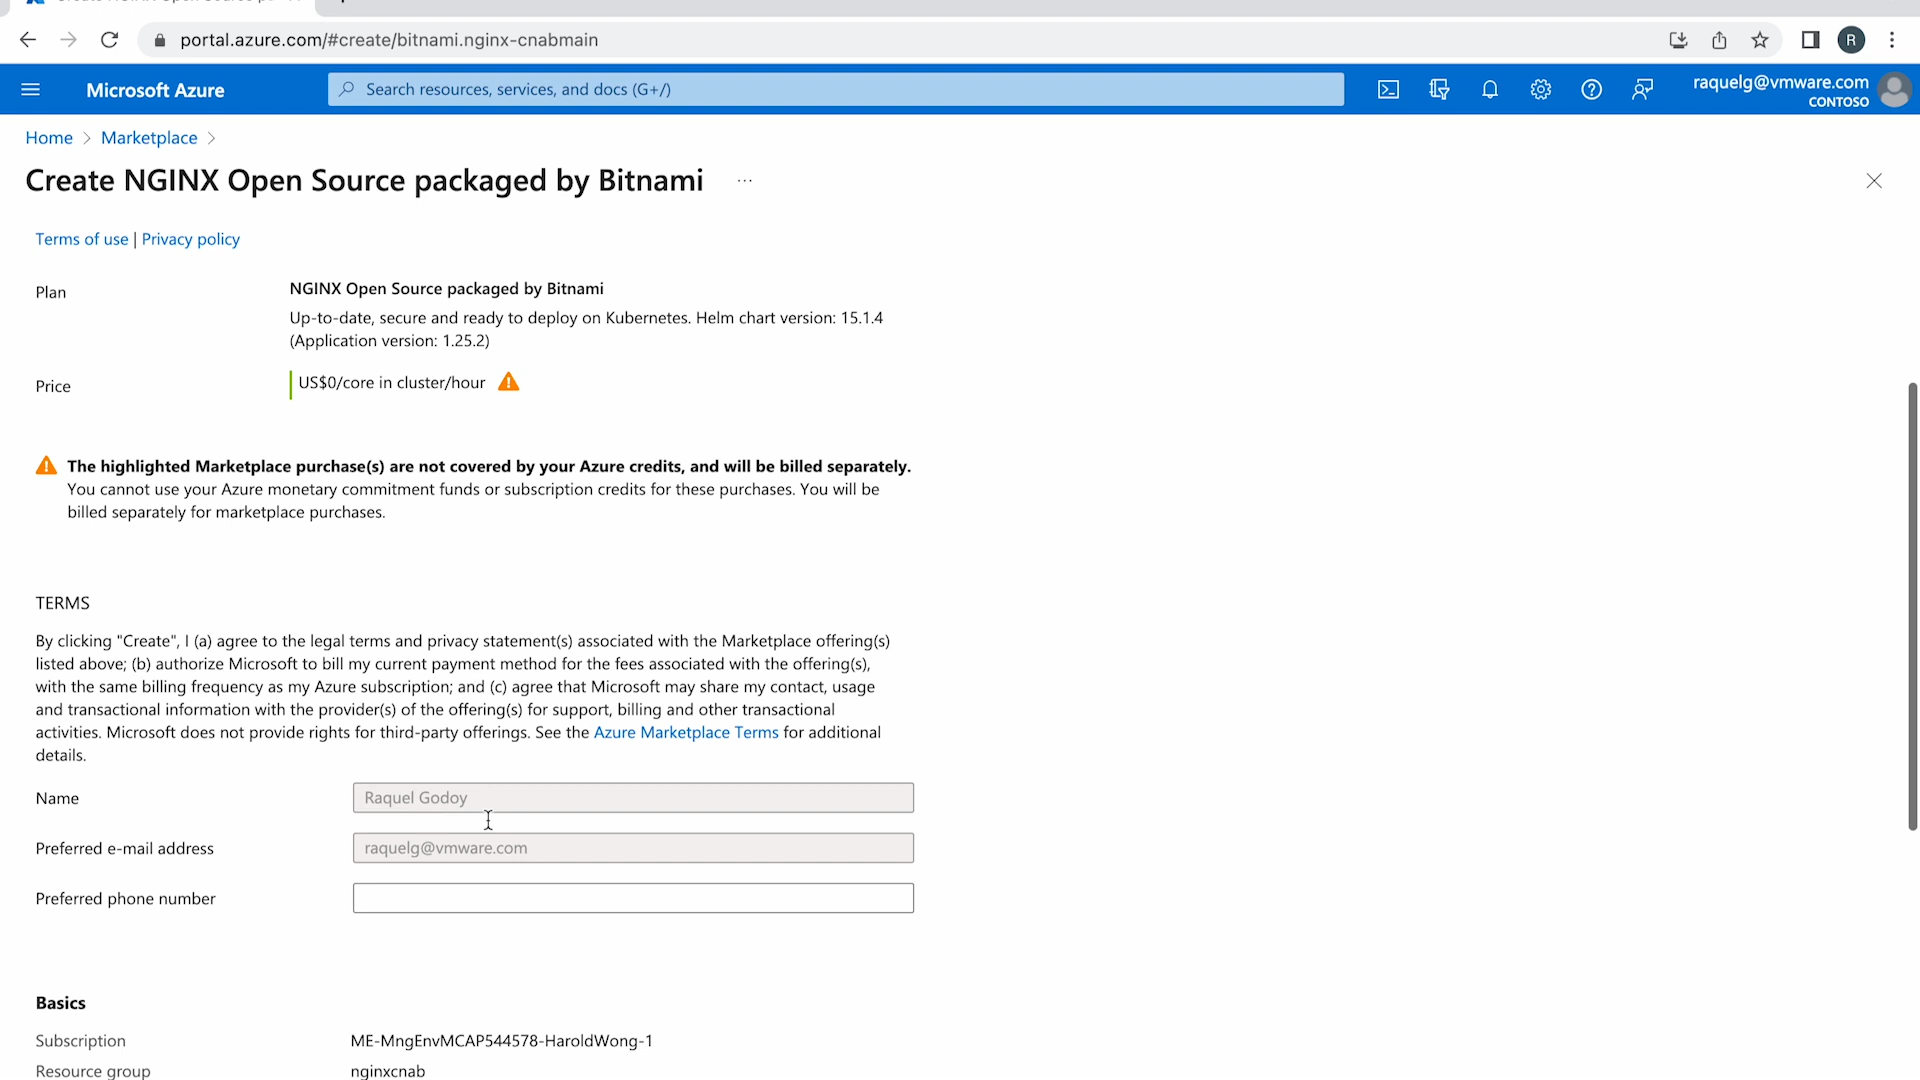 portal.azure.com/#create/bitnami.nginx-cnabmain
R
Microsoft Azure
Search resources, services, and docs (G+/)
raquelg@vmware.com
CONTOSO
Home > Marketplace >
Create NGINX Open Source packaged by Bitnami ...
Terms of use | Privacy policy
Plan
NGINX Open Source packaged by Bitnami
Up-to-date, secure and ready to deploy on Kubernetes. Helm chart version: 15.1.4
(Application version: 1.25.2)
Price
US$0/core in cluster/hour
The highlighted Marketplace purchase(s) are not covered by your Azure credits, and will be billed separately.
You cannot use your Azure monetary commitment funds or subscription credits for these purchases. You will be
billed separately for marketplace purchases.
TERMS
By clicking "Create", I (a) agree to the legal terms and privacy statement(s) associated with the Marketplace offering(s)
listed above; (b) authorize Microsoft to bill my current payment method for the fees associated with the offering(s),
with the same billing frequency as my Azure subscription; and (c) agree that Microsoft may share my contact, usage
and transactional information with the provider(s) of the offering(s) for support, billing and other transactional
activities. Microsoft does not provide rights for third-party offerings. See the Azure Marketplace Terms for additional
details.
Name
Raquel Godoy
Preferred e-mail address
raquelg@vmware.com
Preferred phone number
Basics
Subscription
ME-MngEnvMCAP544578-HaroldWong-1
Resource group
nginxcnab